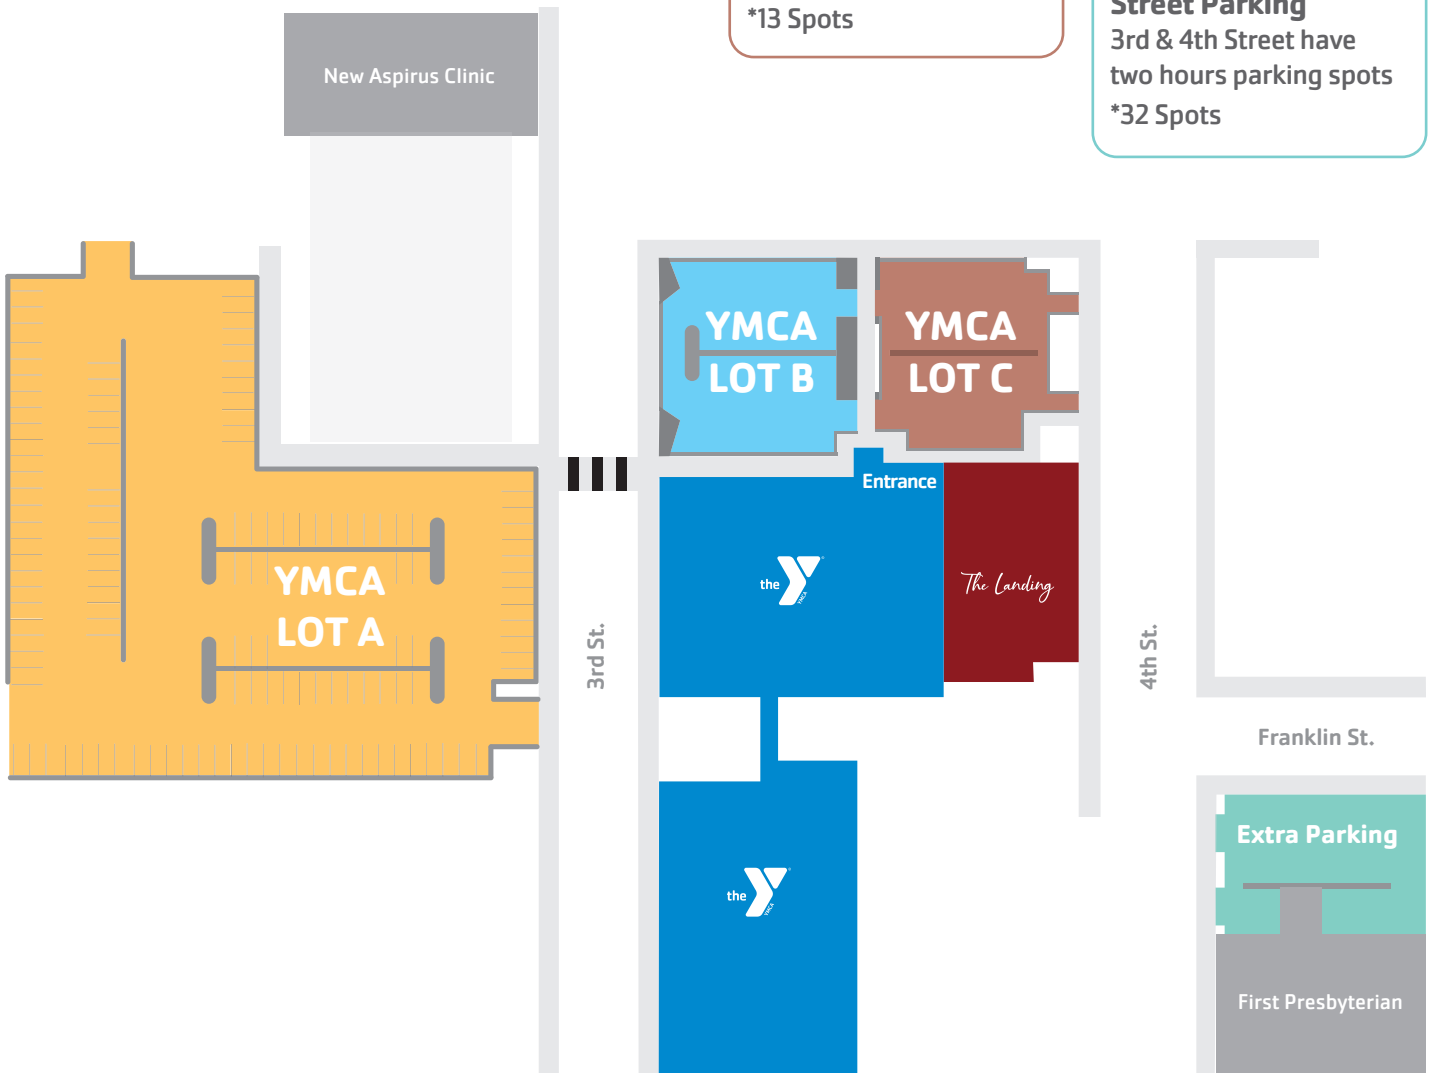 *13 Spots
Street Parking
3rd & 4th Street have
two hours parking spots
*32 Spots
New Aspirus Clinic
YMCA
LOT B
YMCA
LOT C
Entrance
the
YMCA
The Landing
YMCA
LOT A
3rd St.
4th St.
Franklin St.
Extra Parking
the
YMCA
First Presbyterian